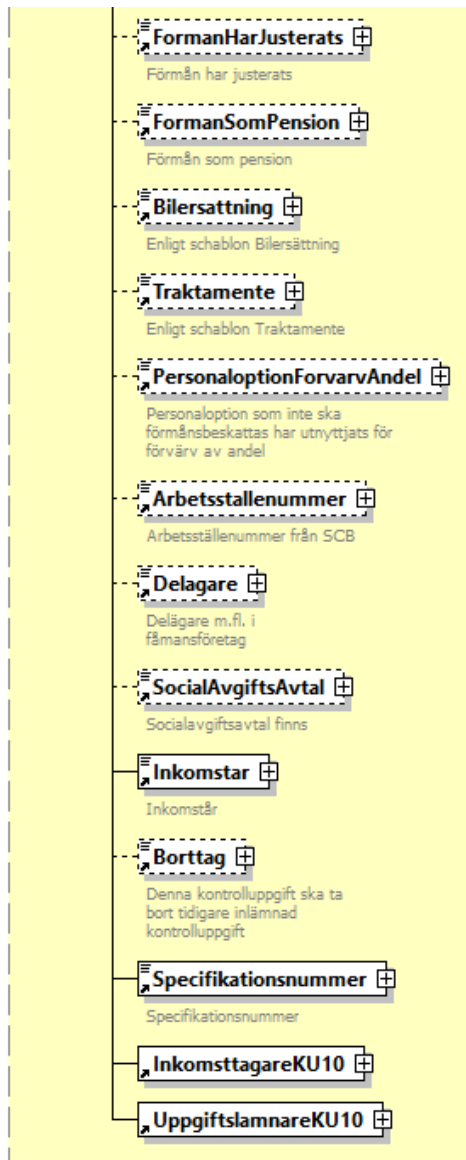 FormanHarJusterats
Förmån har justerats
FormanSomPension
Förmån som pension
Bilersattning
Enligt schablon Bilersättning
Traktamente
Enligt schablon Traktamente
PersonaloptionForvarvAndel
Personaloption som inte ska
förmånsbeskattas har utnyttjats för
förvärv av andel
Arbetsstallenummer
Arbetsställenummer från SCB
Delagare
Delägare m.fl. i
fåmansföretag
SocialAvgiftsAvtal
Socialavgiftsavtal finns
Inkomstar
Inkomstår
Borttag
Denna kontrolluppgift ska ta
bort tidigare inlämnad
kontrolluppgift
Specifikationsnummer
Specifikationsnummer
InkomsttagareKU10
UppgiftslamnareKU10